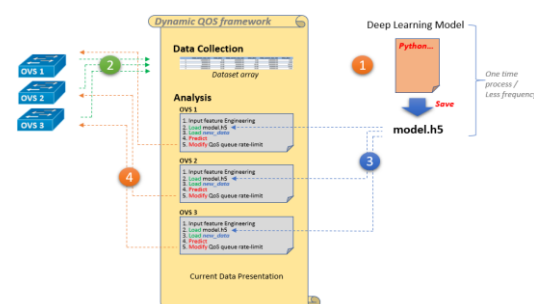 Dynamic QOS framework
Data Collection
Dataset array
Analysis
OVS 1
1. Input feature Engineering
2. Load model.h5
3. Load new_data
4. Predict
5. Modify QoS queue rate-limit
OVS 2
1. Input feature Engineering
2. Load model.h5
3. Load new_data
4. Predict
5. Modify QoS queue rate-limit
OVS 3
1. Input feature Engineering
2. Load model.h5
3. Load new_data
4. Predict
5. Modify QoS queue rate-limit
Current Data Presentation
OVS 1
OVS 2
OVS 3
2
4
Deep Learning Model
1
Python...
Save
model.h5
3
One time
process /
Less frequency